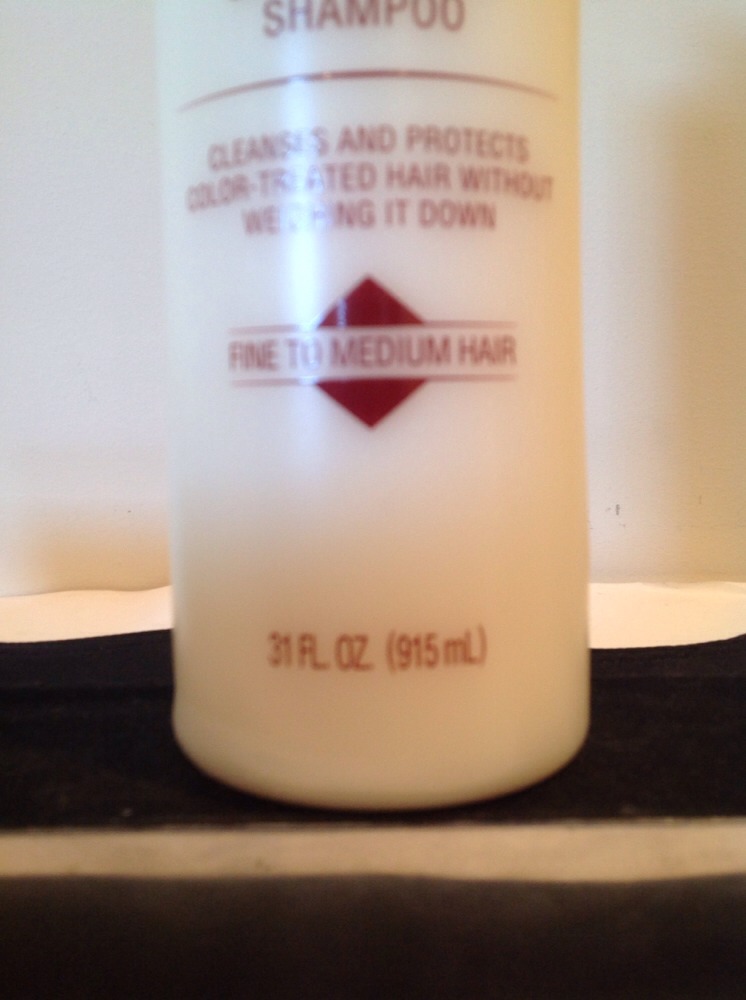 SHAMPOO
CLEANSES AND PROTECTS
COLOR-TREATED HAIR WITHOUT
WEIGHING IT DOWN
FINE TO MEDIUM HAIR
31 FL. OZ. (915 mL)